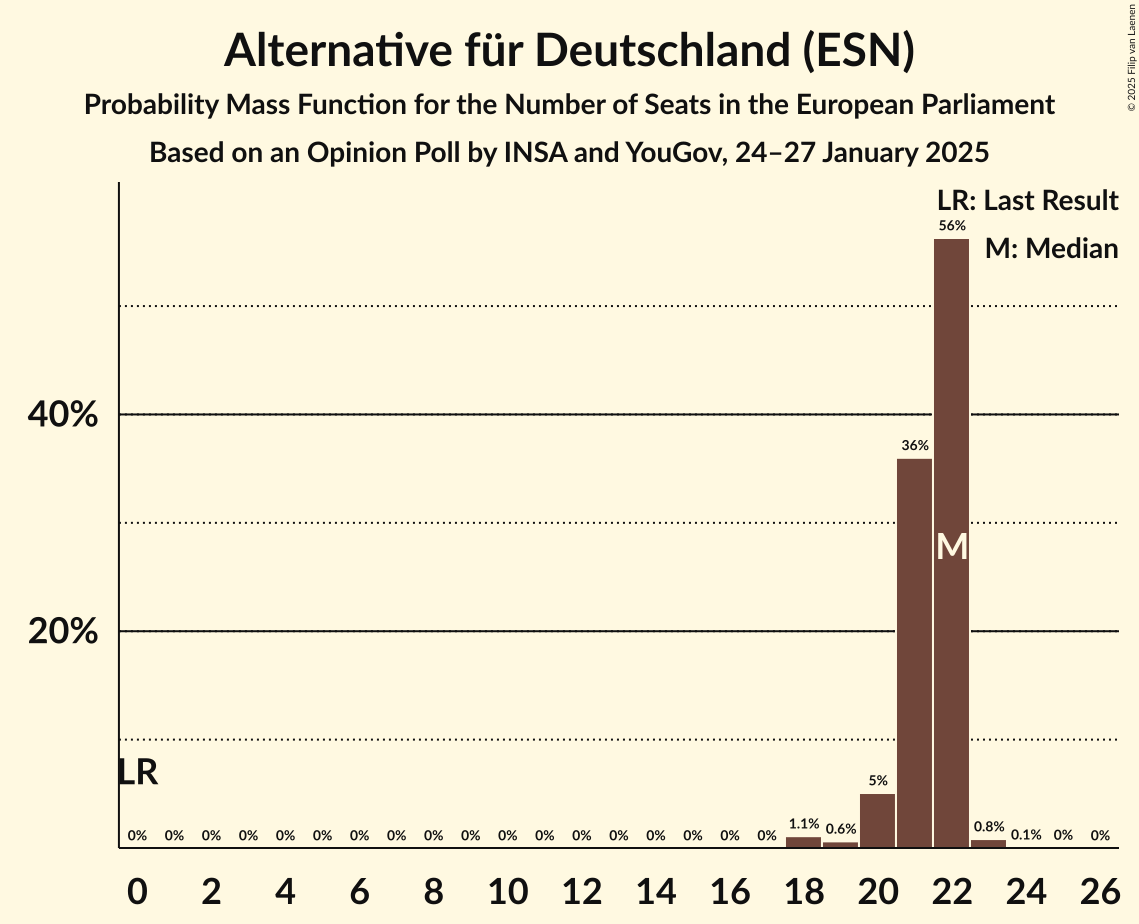 Alternative für Deutschland (ESN)
Probability Mass Function for the Number of Seats in the European Parliament
Based on an Opinion Poll by INSA and YouGov, 24–27 January 2025
© 2025 Filip van Laenen
LR: Last Result
M: Median
56%
40%
36%
M
20%
LR
0% 0% 0% 0% 0% 0% 0% 0% 0% 0% 0% 0% 0% 0% 0% 0% 0% 0% 1.1% 0.6% 5% 0.8% 0.1% 0% 0%
0 2 4 6 8 10 12 14 16 18 20 22 24 26